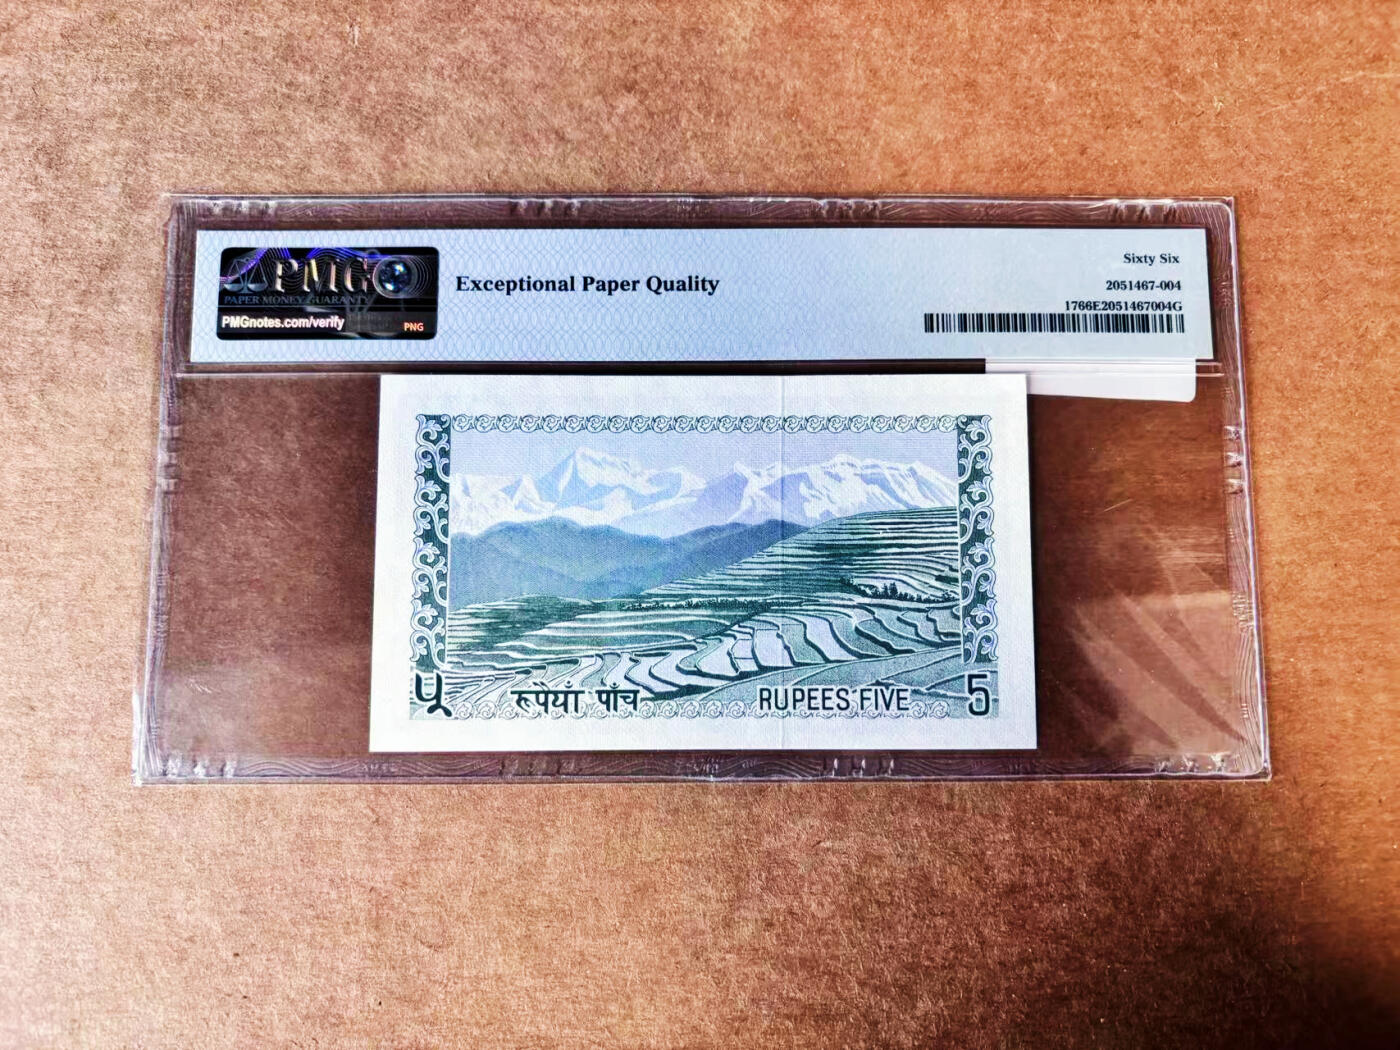 PMG
PAPER MONEY GUARANTY
PMGnotes.com/verify
PNG
Exceptional Paper Quality
Sixty Six
2051467-004
1766E2051467004G
५ रूपैयाँ पाँच RUPEES FIVE 5